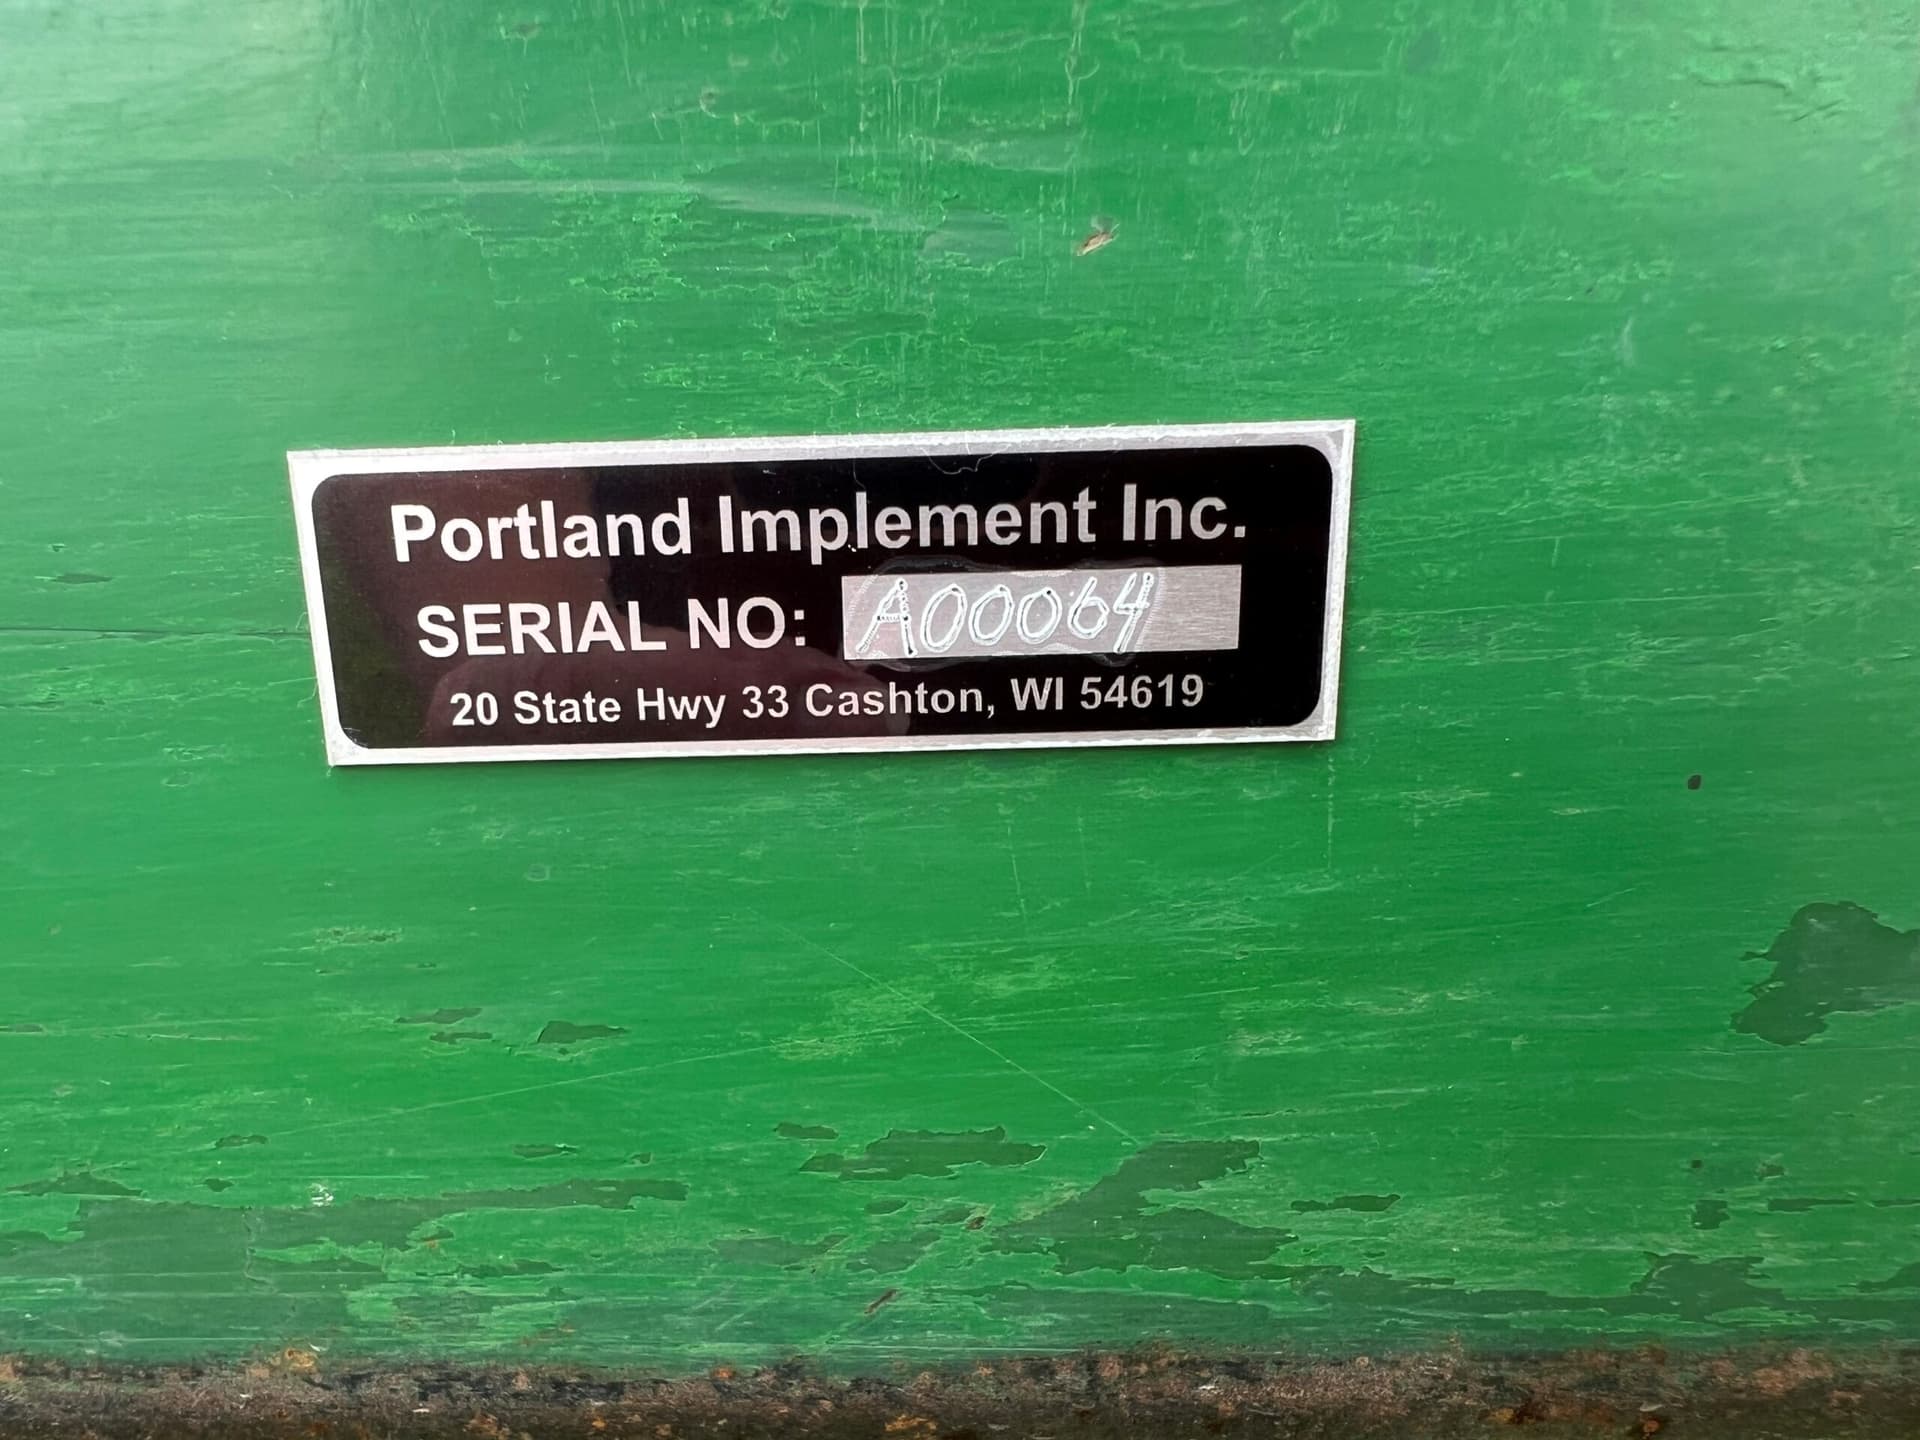 Portland Implement Inc.
SERIAL NO: A00064
20 State Hwy 33 Cashton, WI 54619